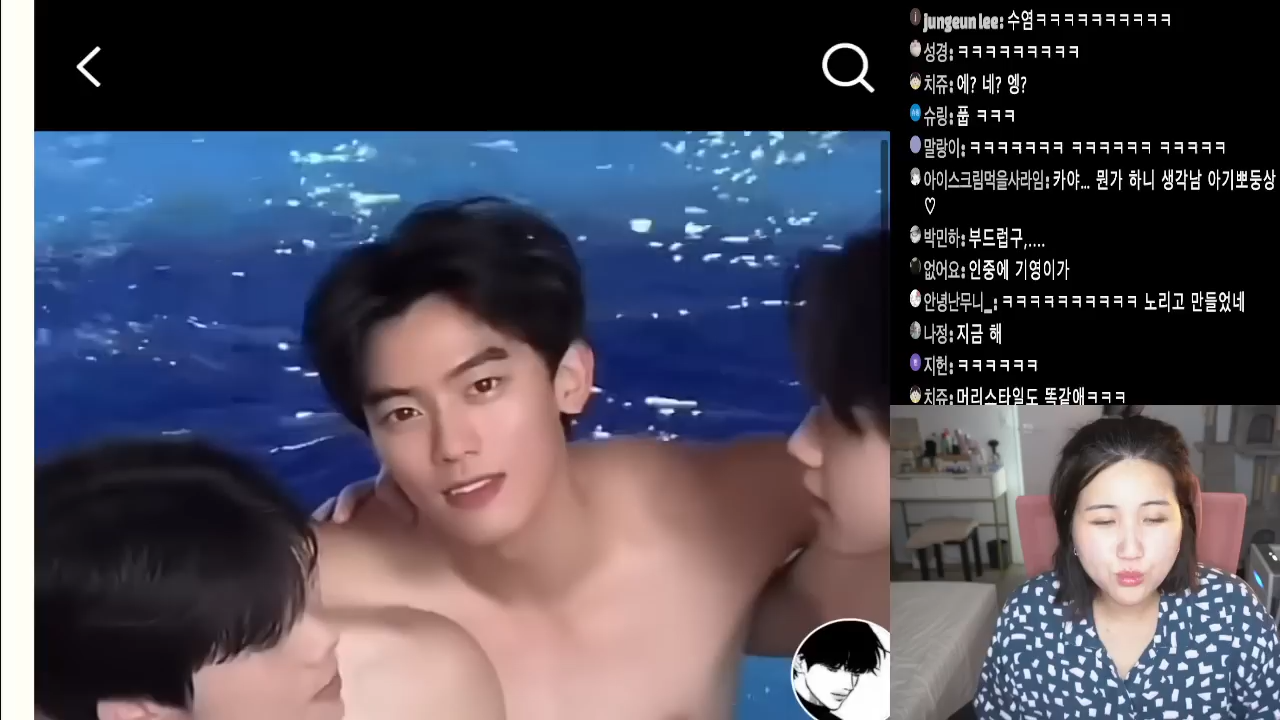 jungeun lee: 수염ㅋㅋㅋㅋㅋㅋㅋㅋㅋㅋ
성경: ㅋㅋㅋㅋㅋㅋㅋㅋㅋ
치쥬: 에? 네? 엥?
슈링: 풉 ㅋㅋㅋ
말랑이: ㅋㅋㅋㅋㅋㅋㅋ ㅋㅋㅋㅋㅋㅋ ㅋㅋㅋㅋㅋ
아이스크림먹을사라임: 카야... 뭔가 하니 생각남 아기뽀둥상
♡
박민하: 부드럽구,....
없어요: 인중에 기영이가
안녕난무니_: ㅋㅋㅋㅋㅋㅋㅋㅋㅋㅋ 노리고 만들었네
나정: 지금 해
지헌: ㅋㅋㅋㅋㅋㅋ
치쥬: 머리스타일도 똑같애ㅋㅋㅋ